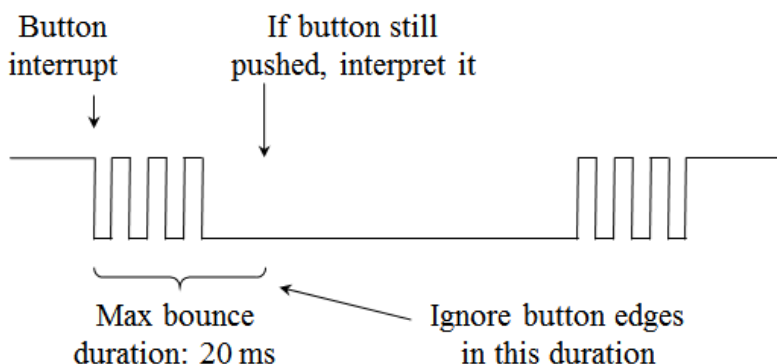 Button
interrupt
If button still
pushed, interpret it
Max bounce
duration: 20 ms
Ignore button edges
in this duration